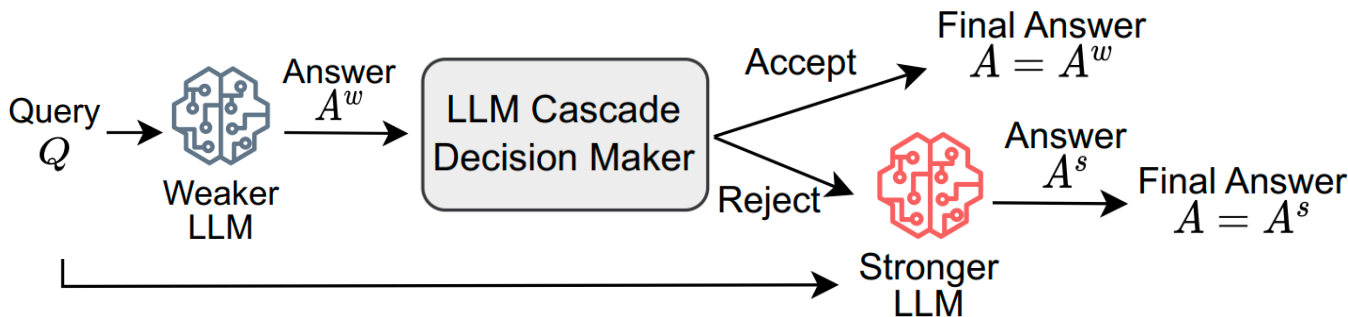 Query
Q
Weaker
LLM
Answer
A^w
LLM Cascade
Decision Maker
Accept
Reject
Final Answer
A = A^w
Stronger
LLM
Answer
A^s
Final Answer
A = A^s